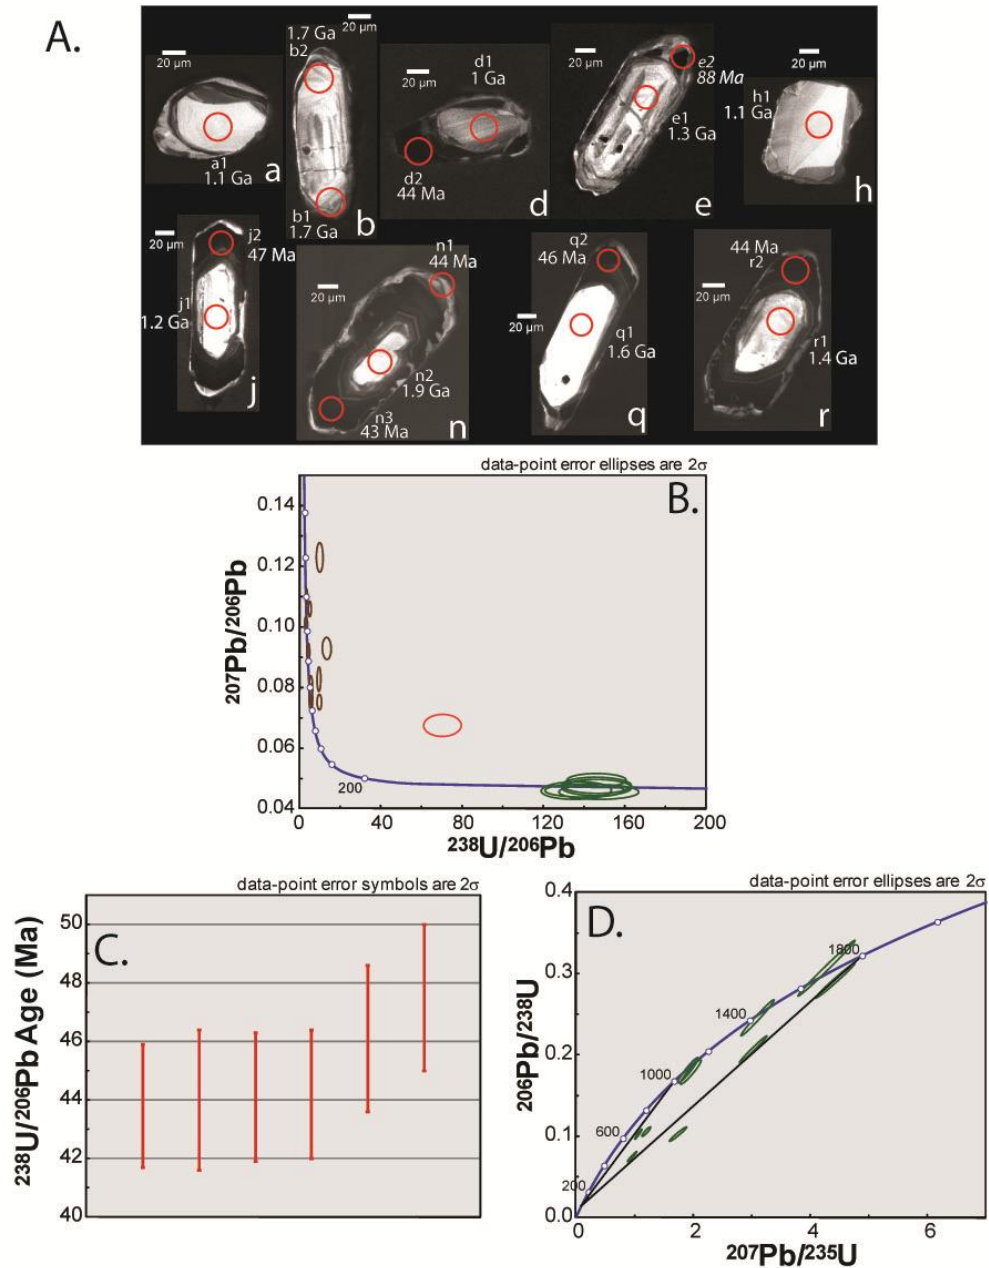 A.
20 µm
a1
1.1 Ga
a
1.7 Ga
b2
20 µm
b1
1.7 Ga
b
20 µm
d1
1 Ga
d2
44 Ma
d
20 µm
e2
88 Ma
e1
1.3 Ga
e
20 µm
h1
1.1 Ga
h
20 µm
j2
47 Ma
j1
1.2 Ga
j
n1
44 Ma
20 µm
n2
1.9 Ga
n3
43 Ma
n
q2
46 Ma
20 µm
q1
1.6 Ga
q
44 Ma
r2
20 µm
r1
1.4 Ga
r
data-point error ellipses are 2σ
B.
207Pb/206Pb
0.14
0.12
0.10
0.08
0.06
0.04
200
0 40 80 120 160 200
238U/206Pb
data-point error symbols are 2σ
C.
238U/206Pb Age (Ma)
50
48
46
44
42
40
data-point error ellipses are 2σ
D.
206Pb/238U
0.4
0.3
0.2
0.1
0.0
1800
1400
1000
600
200
0 2 4 6
207Pb/235U